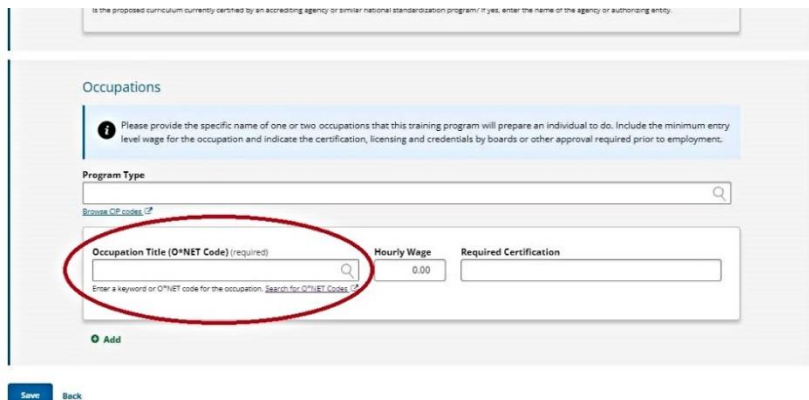 Is the proposed curriculum currently certified by an accrediting agency or similar national standardization program? If yes, enter the name of the agency or authorizing entity.
Occupations
Please provide the specific name of one or two occupations that this training program will prepare an individual to do. Include the minimum entry
level wage for the occupation and indicate the certification, licensing and credentials by boards or other approval required prior to employment.
Program Type
Browse CIP codes
Occupation Title (O*NET Code) (required) Hourly Wage Required Certification
0.00
Enter a keyword or O*NET code for the occupation. Search for O*NET Codes
Add
Save Back